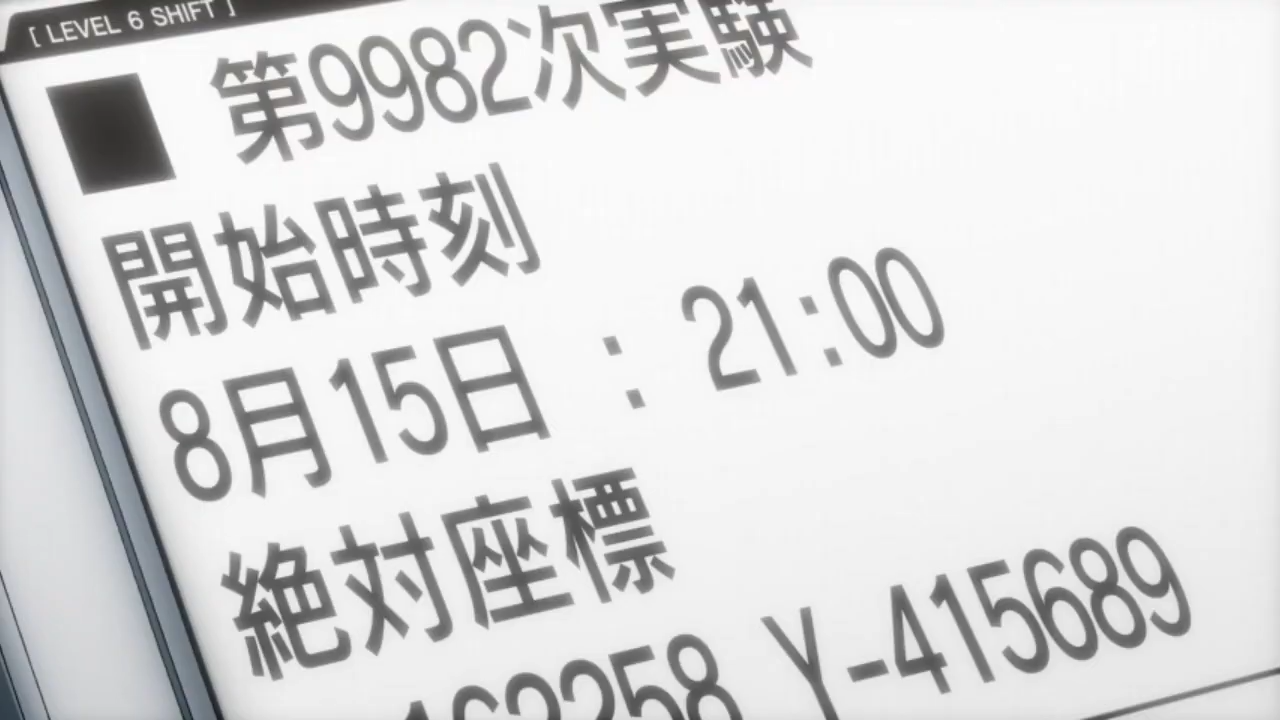 [ LEVEL 6 SHIFT ]
■ 第9982次実験
開始時刻
8月15日 : 21:00
絶対座標
Y-415689